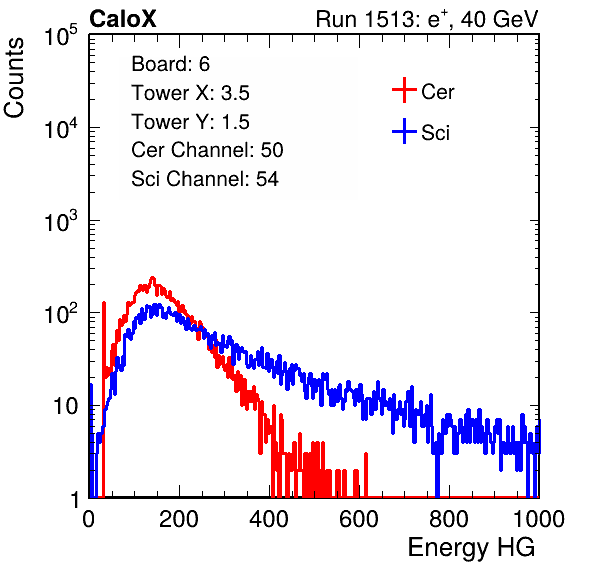 CaloX Run 1513: e⁺, 40 GeV
Counts
Board: 6
Tower X: 3.5
Tower Y: 1.5
Cer Channel: 50
Sci Channel: 54
Cer
Sci
10⁵
10⁴
10³
10²
10
1
0 200 400 600 800 1000
Energy HG